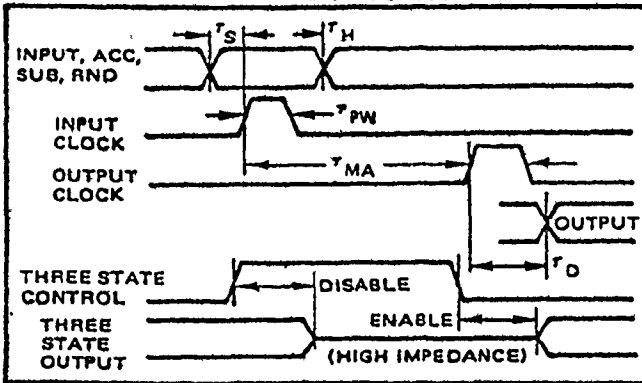 τS τH
INPUT, ACC,
SUB, RND
τPW
INPUT
CLOCK
τMA
OUTPUT
CLOCK
OUTPUT
τD
THREE STATE
CONTROL
DISABLE
THREE
STATE
OUTPUT
ENABLE
(HIGH IMPEDANCE)